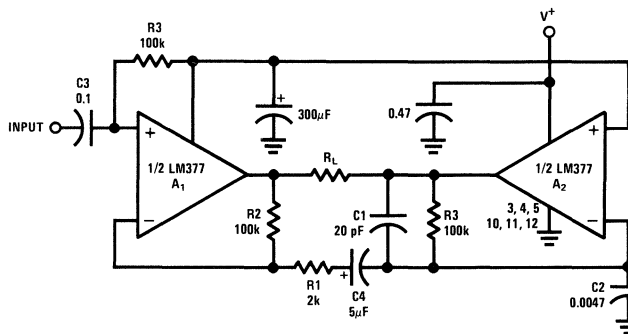 R3
100k
V+
C3
0.1
INPUT
+
1/2 LM377
A1
−
+
300µF
0.47
+
1/2 LM377
A2
−
3, 4, 5
10, 11, 12
RL
R2
100k
C1
20 pF
R3
100k
R1
2k
+
C4
5µF
C2
0.0047